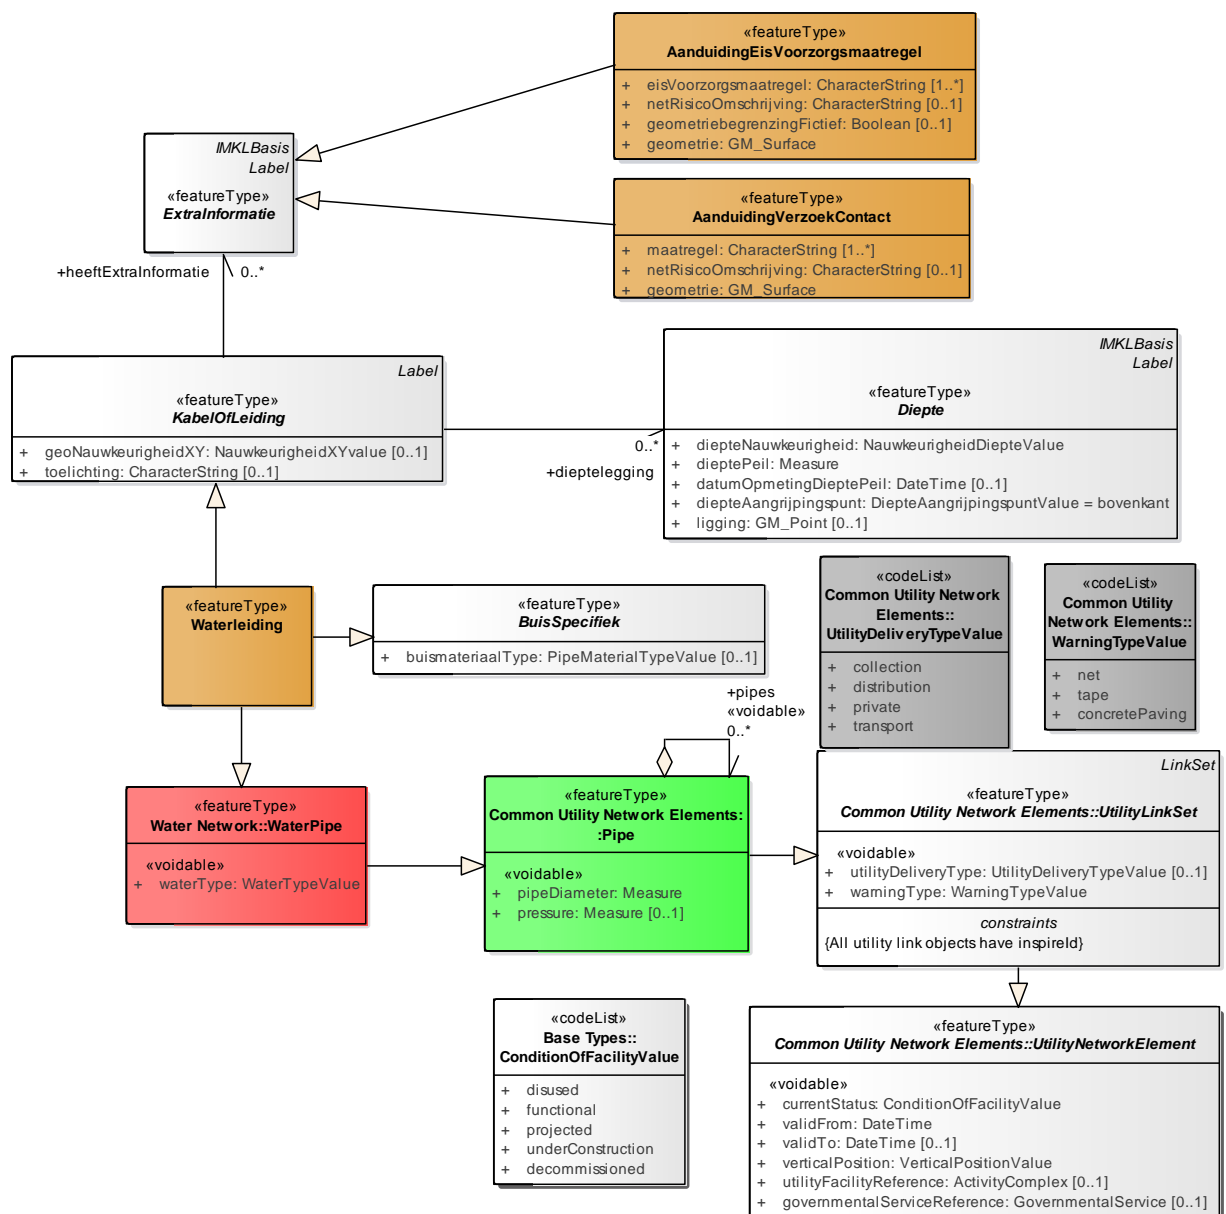 «featureType»
AanduidingEisVoorzorgsmaatregel
+ eisVoorzorgsmaatregel: CharacterString [1..*]
+ netRisicoOmschrijving: CharacterString [0..1]
+ geometriebegrenzingFictief: Boolean [0..1]
+ geometrie: GM_Surface
IMKLBasis
Label
«featureType»
ExtraInformatie
«featureType»
AanduidingVerzoekContact
+ maatregel: CharacterString [1..*]
+ netRisicoOmschrijving: CharacterString [0..1]
+ geometrie: GM_Surface
+heeftExtraInformatie 0..*
Label
«featureType»
KabelOfLeiding
+ geoNauwkeurigheidXY: NauwkeurigheidXYvalue [0..1]
+ toelichting: CharacterString [0..1]
0..*
+dieptelegging
IMKLBasis
Label
«featureType»
Diepte
+ diepteNauwkeurigheid: NauwkeurigheidDiepteValue
+ dieptePeil: Measure
+ datumOpmetingDieptePeil: DateTime [0..1]
+ diepteAangrijpingspunt: DiepteAangrijpingspuntValue = bovenkant
+ ligging: GM_Point [0..1]
«featureType»
Waterleiding
«featureType»
BuisSpecifiek
+ buismateriaalType: PipeMaterialTypeValue [0..1]
«codeList»
Common Utility Network
Elements::
UtilityDeliveryTypeValue
+ collection
+ distribution
+ private
+ transport
«codeList»
Common Utility
Network Elements::
WarningTypeValue
+ net
+ tape
+ concretePaving
+pipes
«voidable»
0..*
«featureType»
Water Network::WaterPipe
«voidable»
+ waterType: WaterTypeValue
«featureType»
Common Utility Network Elements:
:Pipe
«voidable»
+ pipeDiameter: Measure
+ pressure: Measure [0..1]
LinkSet
«featureType»
Common Utility Network Elements::UtilityLinkSet
«voidable»
+ utilityDeliveryType: UtilityDeliveryTypeValue [0..1]
+ warningType: WarningTypeValue
constraints
{All utility link objects have inspireId}
«codeList»
Base Types::
ConditionOfFacilityValue
+ disused
+ functional
+ projected
+ underConstruction
+ decommissioned
«featureType»
Common Utility Network Elements::UtilityNetworkElement
«voidable»
+ currentStatus: ConditionOfFacilityValue
+ validFrom: DateTime
+ validTo: DateTime [0..1]
+ verticalPosition: VerticalPositionValue
+ utilityFacilityReference: ActivityComplex [0..1]
+ governmentalServiceReference: GovernmentalService [0..1]